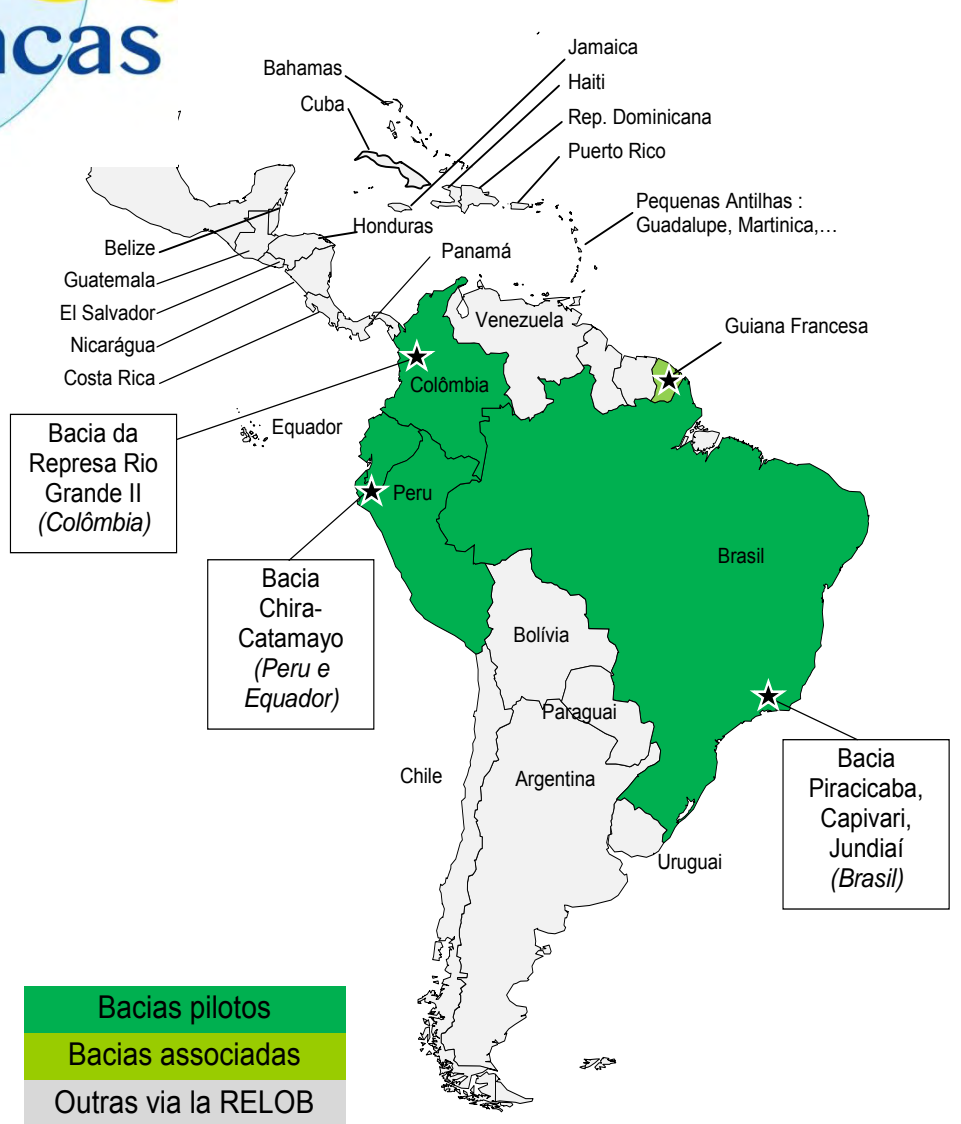 Jamaica
Bahamas
Haiti
Cuba
Rep. Dominicana
Puerto Rico
Pequenas Antilhas :
Guadalupe, Martinica,…
Honduras
Belize
Panamá
Guatemala
El Salvador
Venezuela
Guiana Francesa
Nicarágua
Costa Rica
Colômbia
Equador
Bacia da
Represa Rio
Grande II
(Colômbia)
Peru
Brasil
Bacia
Chira-
Catamayo
(Peru e
Equador)
Bolívia
Paraguai
Chile
Argentina
Bacia
Piracicaba,
Capivari,
Jundiaí
(Brasil)
Uruguai
Bacias pilotos
Bacias associadas
Outras via la RELOB